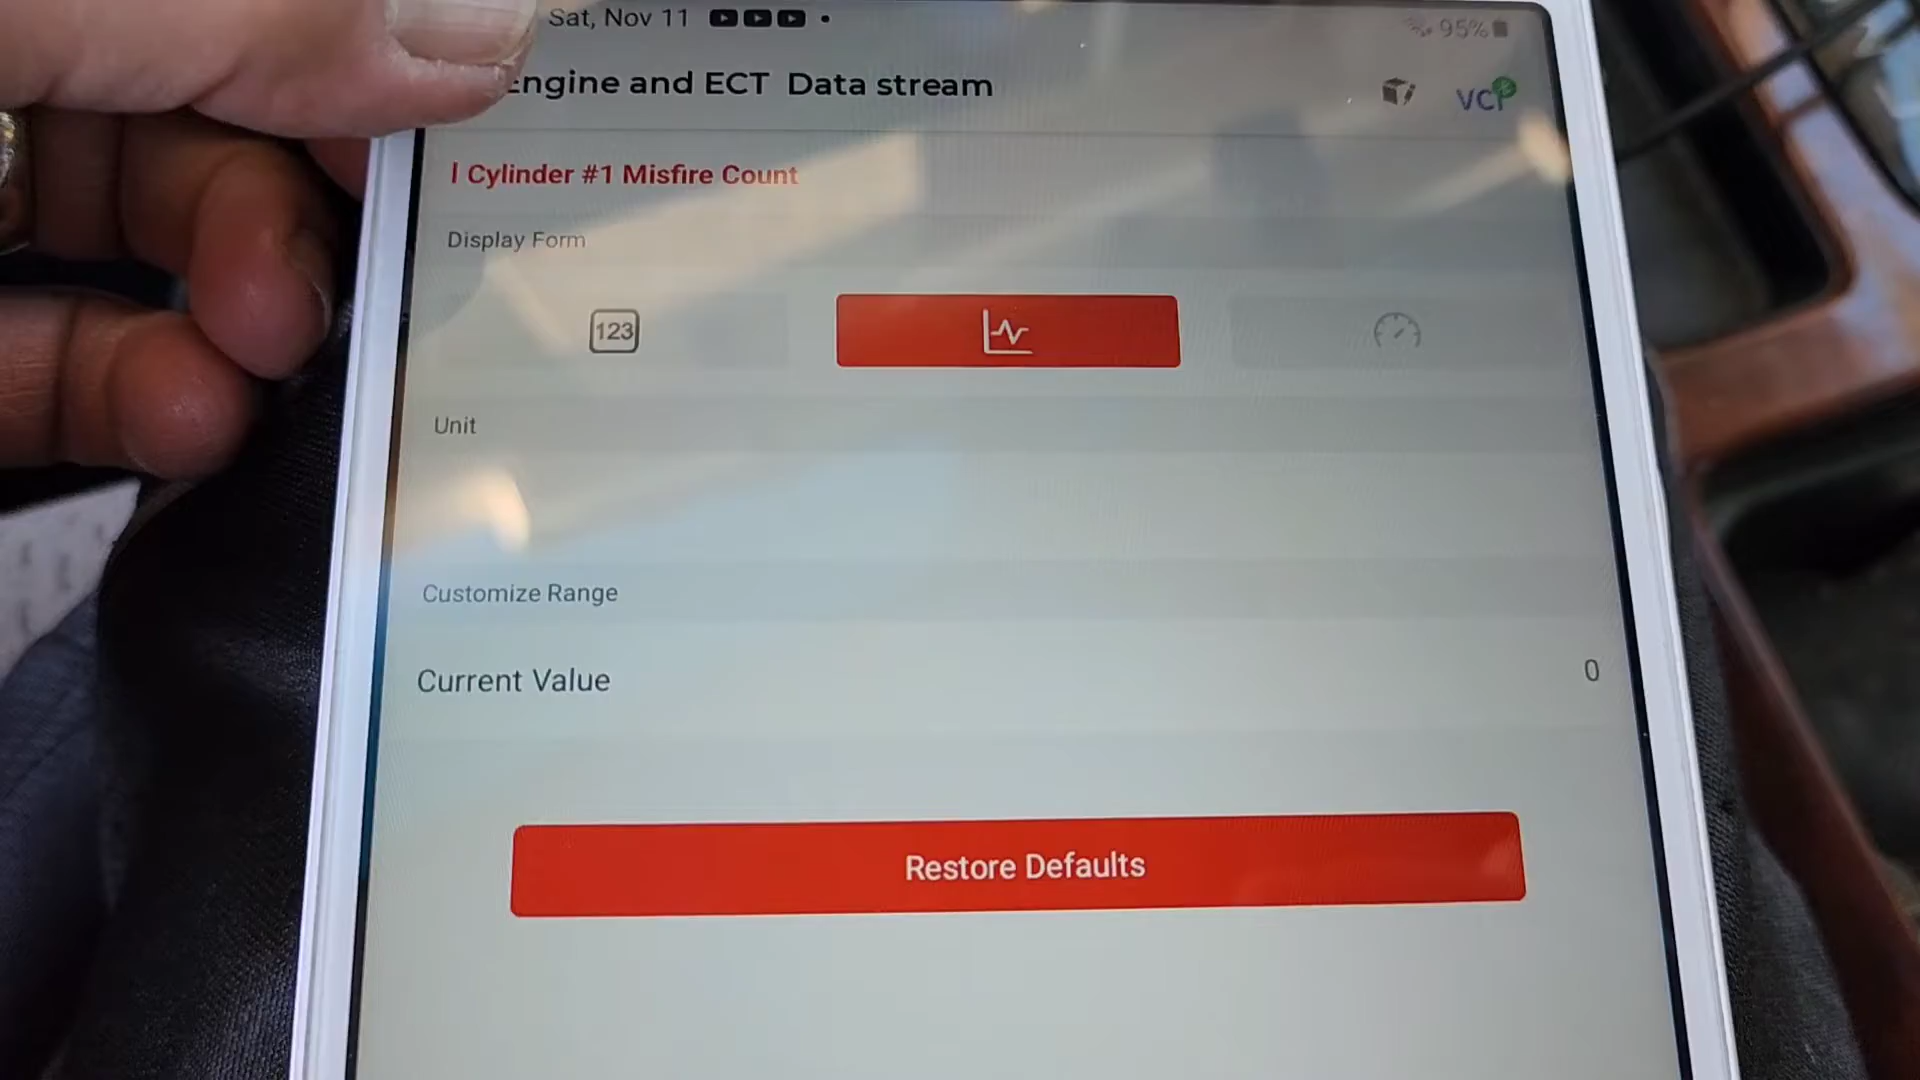 Sat, Nov 11
95%
Engine and ECT Data stream
VCI
Cylinder #1 Misfire Count
Display Form
123
Unit
Customize Range
Current Value
0
Restore Defaults